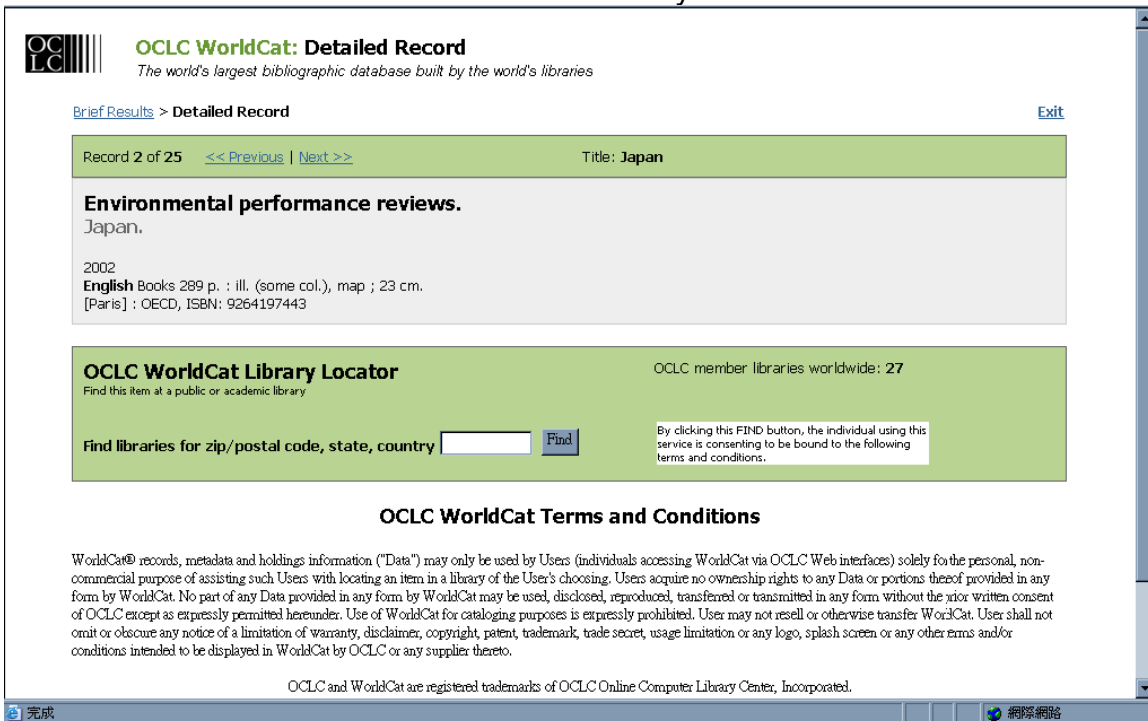 OCLC
OCLC WorldCat: Detailed Record
The world's largest bibliographic database built by the world's libraries
Brief Results > Detailed Record
Exit
Record 2 of 25 << Previous | Next >>
Title: Japan
Environmental performance reviews.
Japan.
2002
English Books 289 p. : ill. (some col.), map ; 23 cm.
[Paris] : OECD, ISBN: 9264197443
OCLC WorldCat Library Locator
OCLC member libraries worldwide: 27
Find this item at a public or academic library
Find libraries for zip/postal code, state, country
Find
By clicking this FIND button, the individual using this
service is consenting to be bound to the following
terms and conditions.
OCLC WorldCat Terms and Conditions
WorldCat® records, metadata and holdings information ("Data") may only be used by Users (individuals accessing WorldCat via OCLC Web interfaces) solely for the personal, non-
commercial purpose of assisting such Users with locating an item in a library of the User's choosing. Users acquire no ownership rights to any Data or portions thereof provided in any
form by WorldCat. No part of any Data provided in any form by WorldCat may be used, disclosed, reproduced, transferred or transmitted in any form without the prior written consent
of OCLC except as expressly permitted hereunder. Use of WorldCat for cataloging purposes is expressly prohibited. User may not resell or otherwise transfer WorldCat. User shall not
omit or obscure any notice of a limitation of warranty, disclaimer, copyright, patent, trademark, trade secret, usage limitation or any logo, splash screen or any other terms and/or
conditions intended to be displayed in WorldCat by OCLC or any supplier thereto.
OCLC and WorldCat are registered trademarks of OCLC Online Computer Library Center, Incorporated.
完成
網際網路